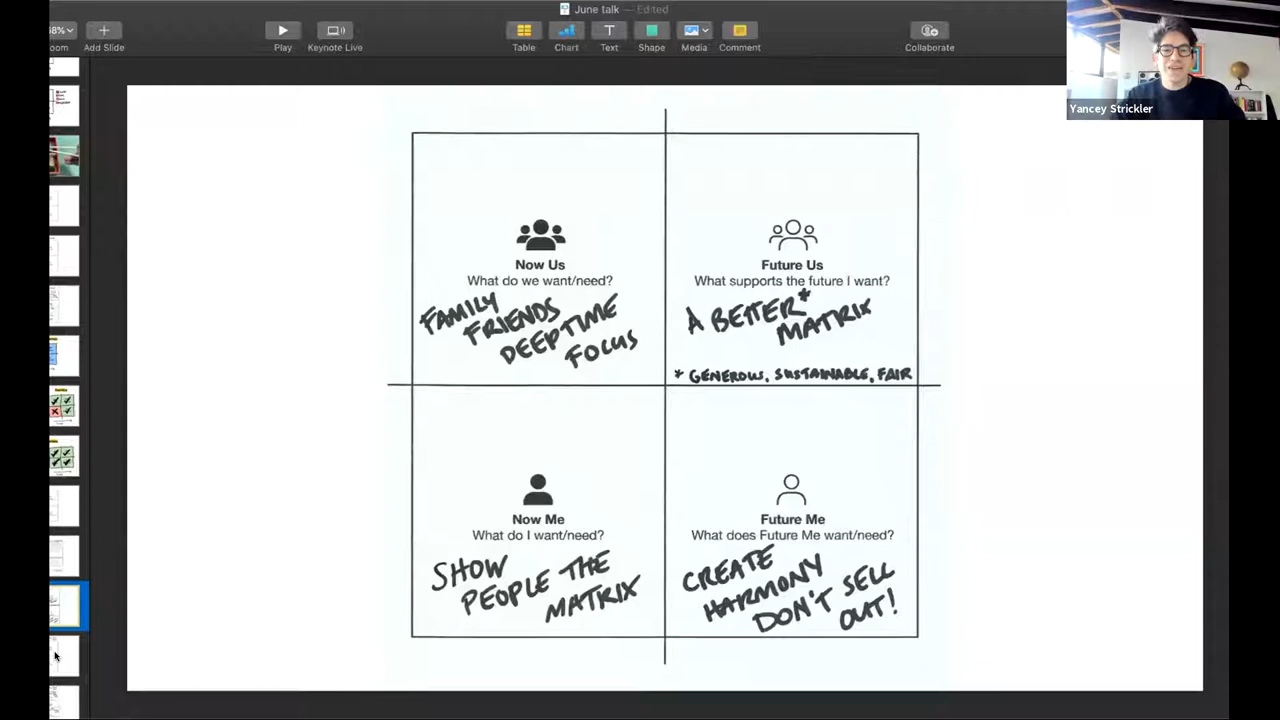 June talk — Edited
Add Slide
Play
Keynote Live
Table
Chart
Text
Shape
Media
Comment
Collaborate
Yancey Strickler
Now Us
What do we want/need?
FAMILY
FRIENDS
DEEPTIME
FOCUS
Future Us
What supports the future I want?
A BETTER*
MATRIX
* GENEROUS, SUSTAINABLE, FAIR
Now Me
What do I want/need?
SHOW
PEOPLE THE
MATRIX
Future Me
What does Future Me want/need?
CREATE
HARMONY
DON'T SELL
OUT!